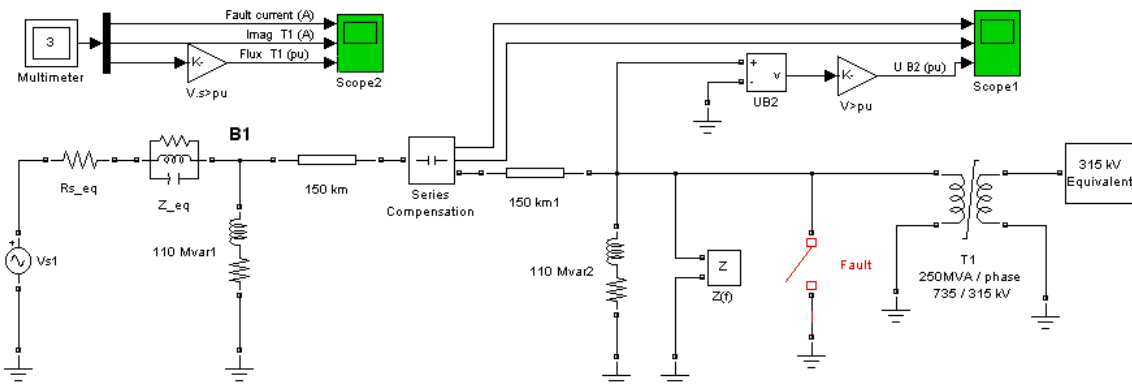 Fault current (A)
Imag T1 (A)
Flux T1 (pu)
3
Multimeter
K-
V.s>pu
Scope2
+
-
v
UB2
K-
V>pu
U B2 (pu)
Scope1
B1
Rs_eq
Z_eq
150 km
Series
Compensation
150 km1
315 kV
Equivalent
+
Vs1
110 Mvar1
110 Mvar2
Z
Z(f)
Fault
T1
250MVA / phase
735 / 315 kV